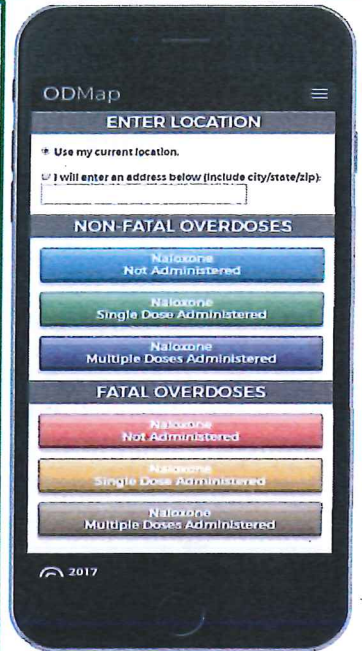 ODMap
ENTER LOCATION
Use my current location.
I will enter an address below (include city/state/zip):
NON-FATAL OVERDOSES
Naloxone
Not Administered
Naloxone
Single Dose Administered
Naloxone
Multiple Doses Administered
FATAL OVERDOSES
Naloxone
Not Administered
Naloxone
Single Dose Administered
Naloxone
Multiple Doses Administered
2017